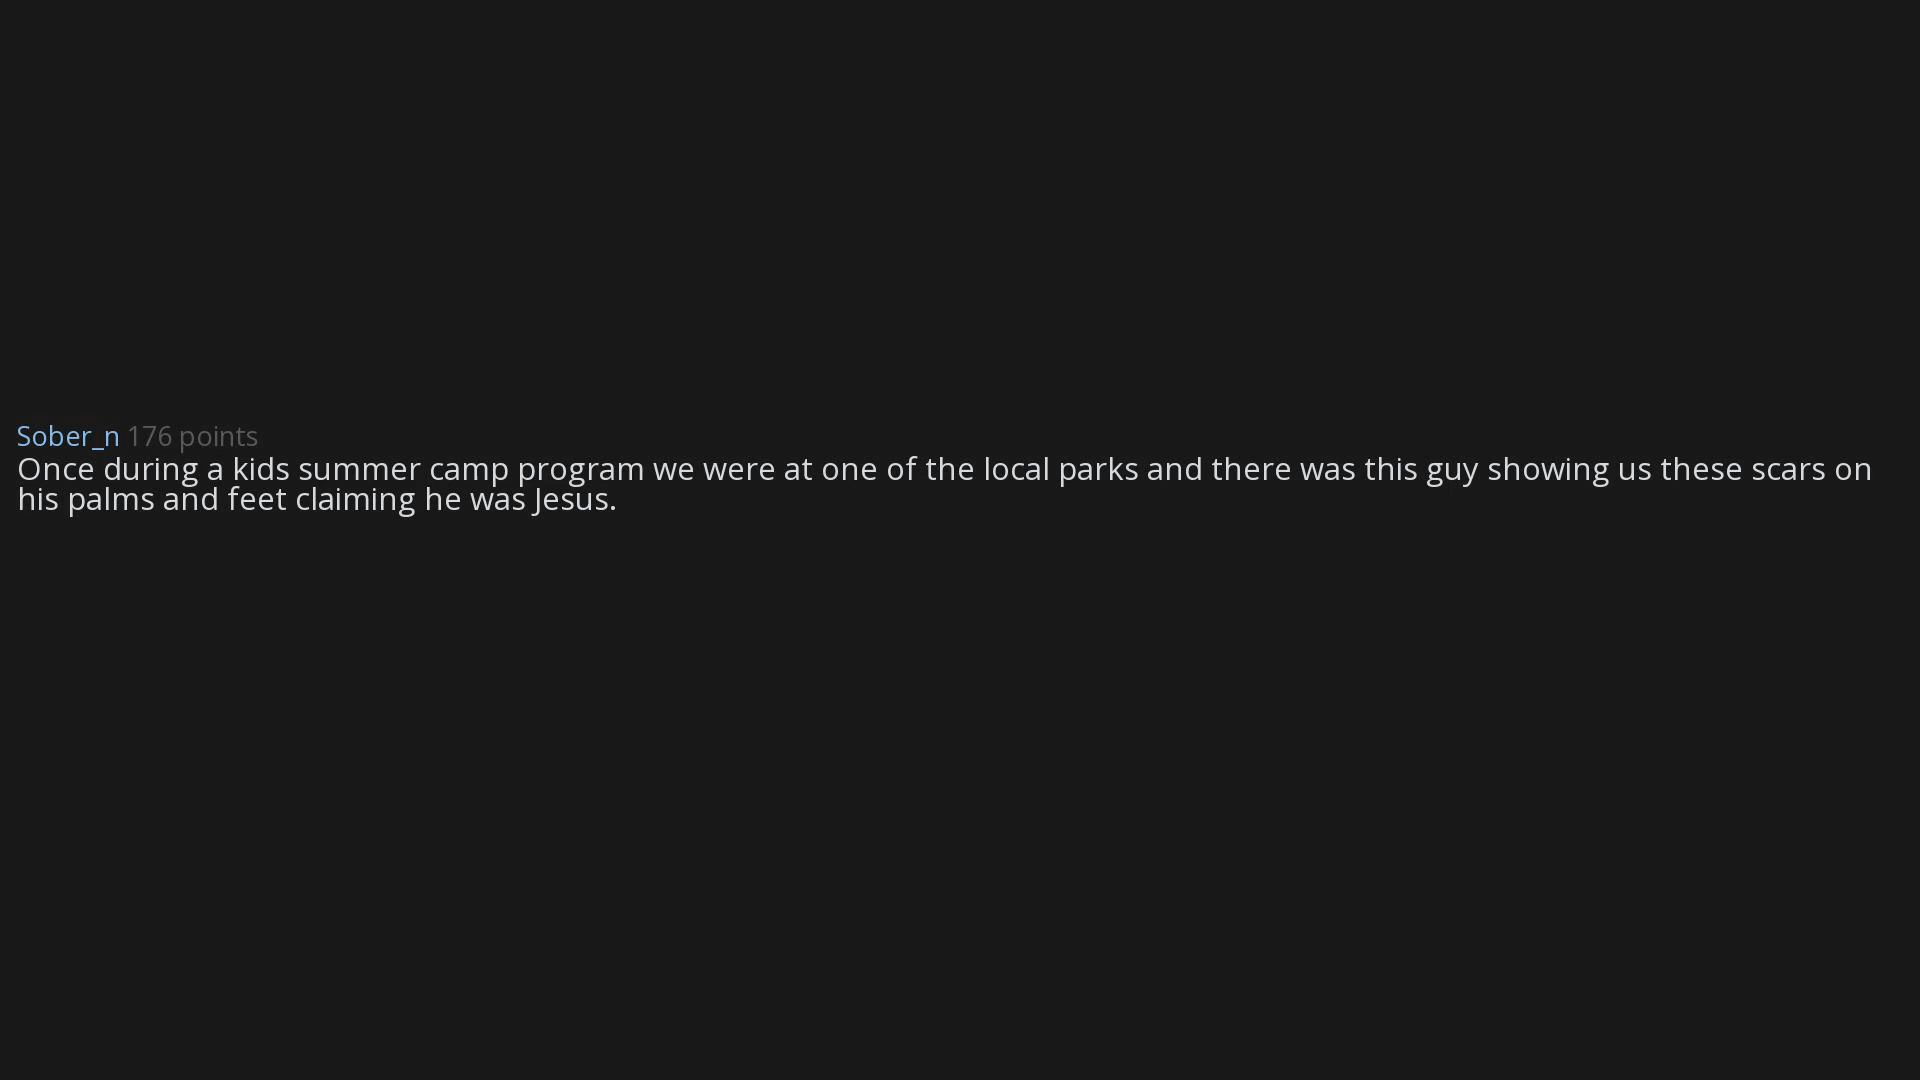 Sober_n 176 points
Once during a kids summer camp program we were at one of the local parks and there was this guy showing us these scars on
his palms and feet claiming he was Jesus.